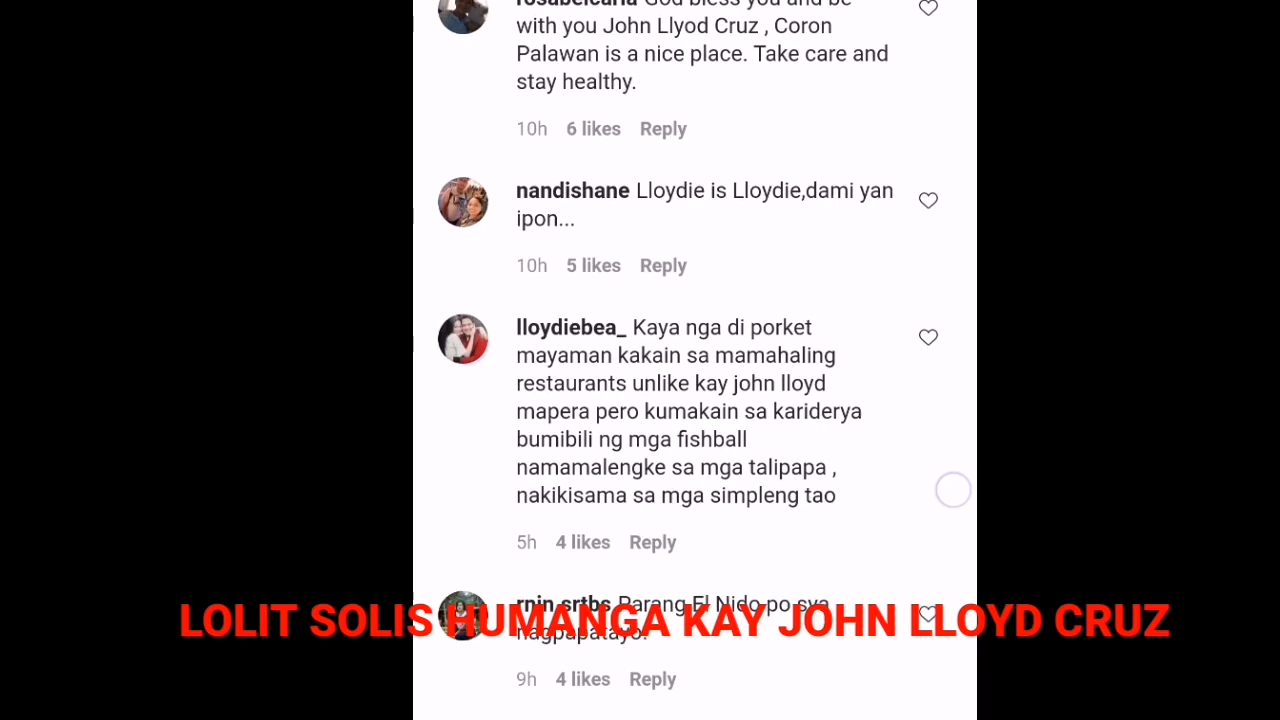 rosabelcaria God bless you and be
with you John Llyod Cruz , Coron
Palawan is a nice place. Take care and
stay healthy.
10h 6 likes Reply
nandishane Lloydie is Lloydie,dami yan
ipon...
10h 5 likes Reply
lloydiebea_ Kaya nga di porket
mayaman kakain sa mamahaling
restaurants unlike kay john lloyd
mapera pero kumakain sa kariderya
bumibili ng mga fishball
namamalengke sa mga talipapa ,
nakikisama sa mga simpleng tao
5h 4 likes Reply
rnin.srtbs Parang El Nido po sya
nagpapatayo.
LOLIT SOLIS HUMANGA KAY JOHN LLOYD CRUZ
9h 4 likes Reply